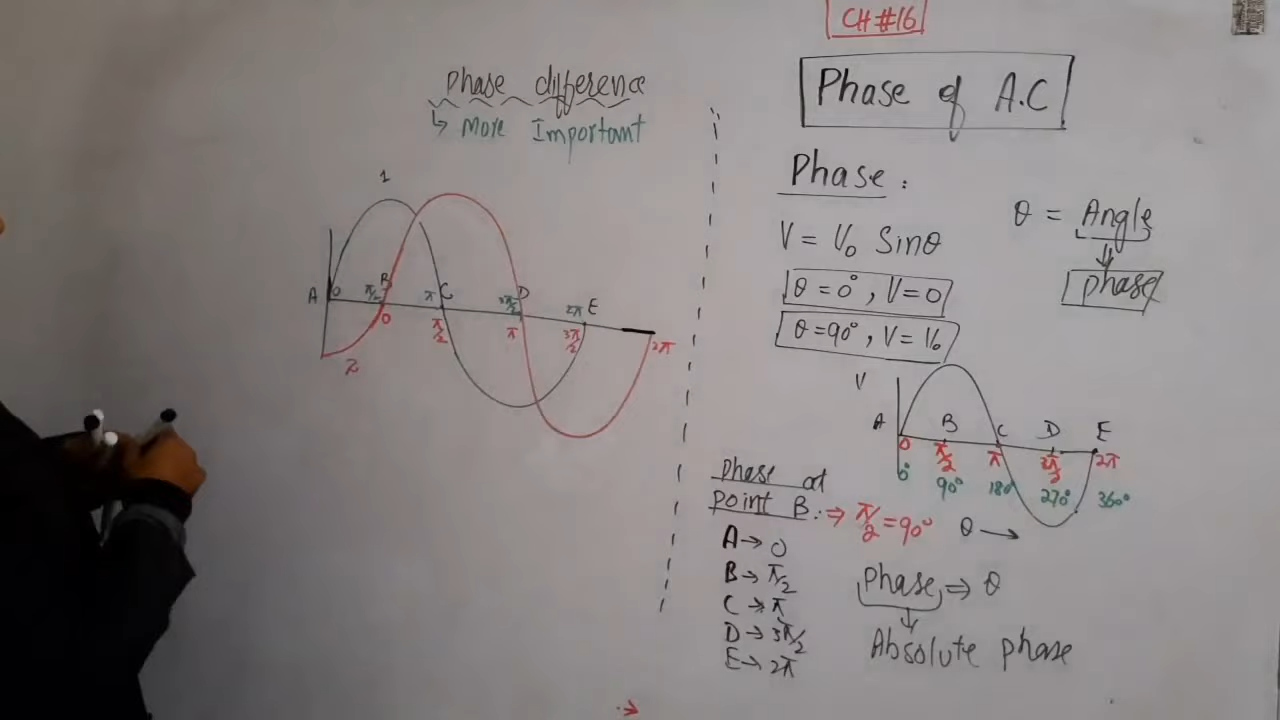 CH #16
Phase of A.C
Phase difference
↳ More Important
Phase :
θ = Angle
phase
V = V₀ Sinθ
θ = 0°, V = 0
θ = 90°, V = V₀
1
A 0 π/2 B π C 3π/2 D 2π E
0 π/2 π 3π/2 2π
2
V
A B C D E
0 π/2 π 3π/2 2π
0° 90° 180° 270° 360°
θ →
Phase at
point B. ⇒ π/2 = 90°
A → 0
B → π/2
C → π
D → 3π/2
E → 2π
Phase ⇒ θ
Absolute phase